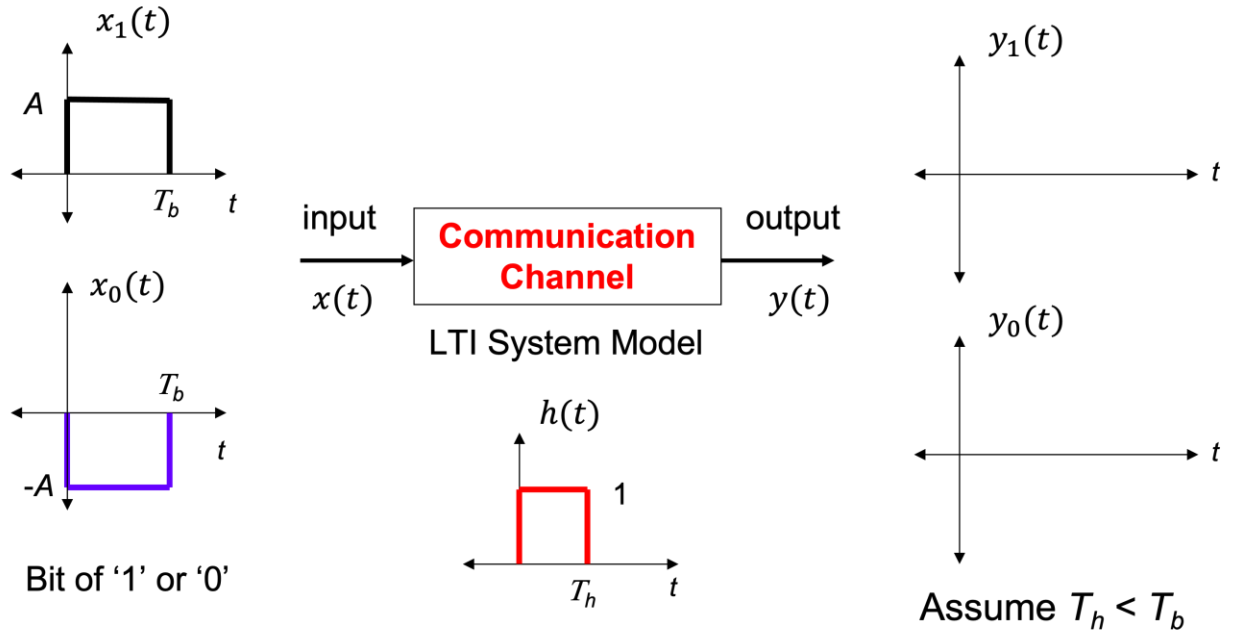 x₁(t)
A
T_b
t
x₀(t)
T_b
t
-A
Bit of ‘1’ or ‘0’
input
x(t)
Communication
Channel
output
y(t)
LTI System Model
h(t)
1
T_h
t
y₁(t)
t
y₀(t)
t
Assume T_h < T_b